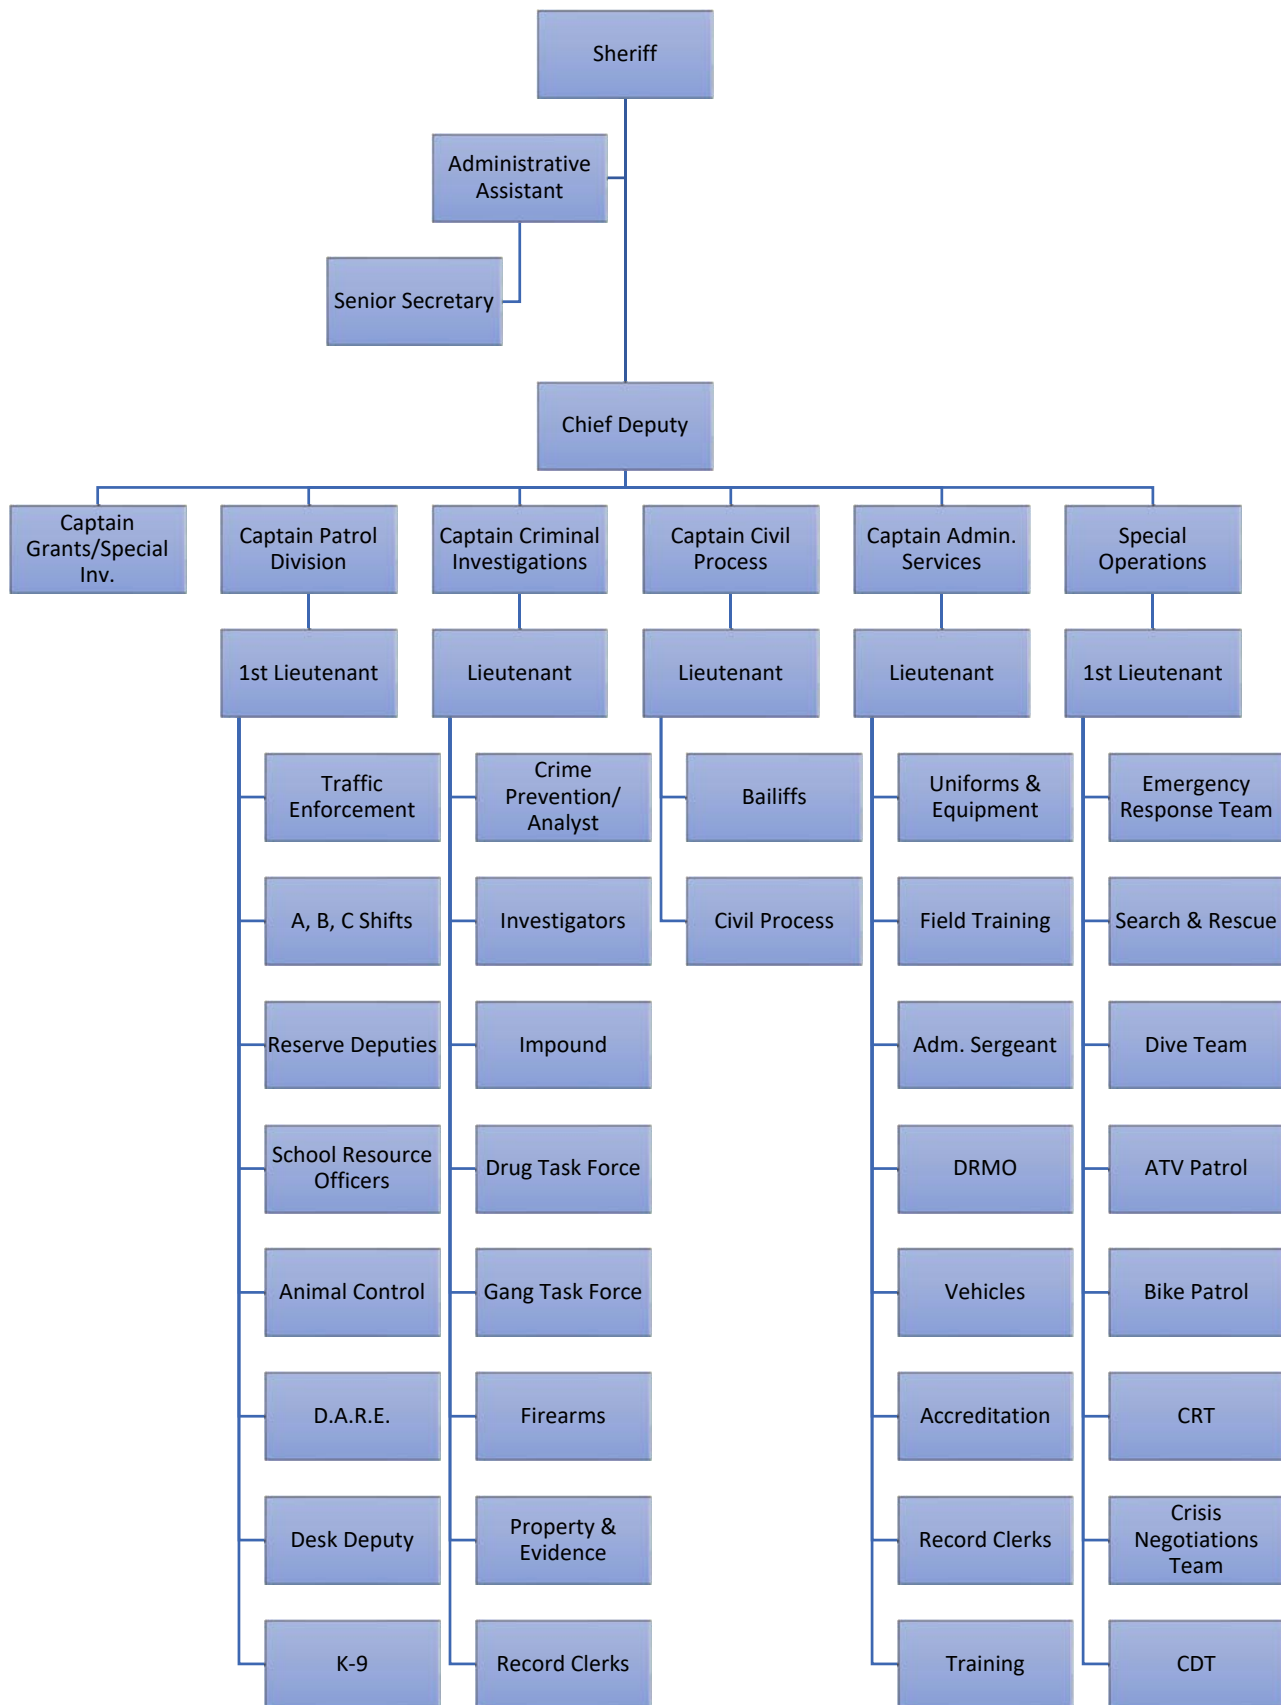 Sheriff
Administrative
Assistant
Senior Secretary
Chief Deputy
Captain
Grants/Special
Inv.
Captain Patrol
Division
Captain Criminal
Investigations
Captain Civil
Process
Captain Admin.
Services
Special
Operations
1st Lieutenant
Lieutenant
Lieutenant
Lieutenant
1st Lieutenant
Traffic
Enforcement
Crime
Prevention/
Analyst
Bailiffs
Uniforms &
Equipment
Emergency
Response Team
A, B, C Shifts
Investigators
Civil Process
Field Training
Search & Rescue
Reserve Deputies
Impound
Adm. Sergeant
Dive Team
School Resource
Officers
Drug Task Force
DRMO
ATV Patrol
Animal Control
Gang Task Force
Vehicles
Bike Patrol
D.A.R.E.
Firearms
Accreditation
CRT
Desk Deputy
Property &
Evidence
Record Clerks
Crisis
Negotiations
Team
K-9
Record Clerks
Training
CDT